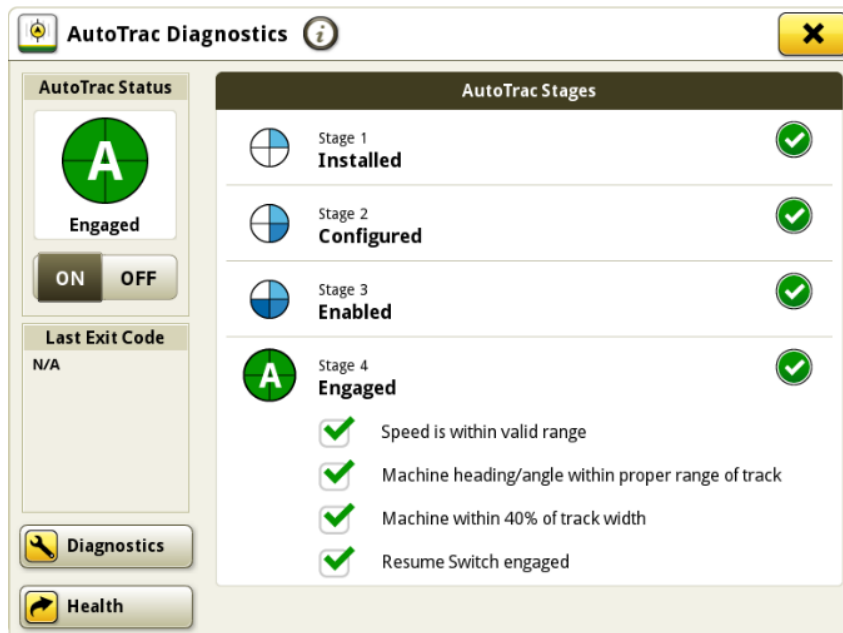 AutoTrac Diagnostics i
AutoTrac Status
A
Engaged
ON OFF
Last Exit Code
N/A
Diagnostics
Health
AutoTrac Stages
Stage 1
Installed
Stage 2
Configured
Stage 3
Enabled
A
Stage 4
Engaged
Speed is within valid range
Machine heading/angle within proper range of track
Machine within 40% of track width
Resume Switch engaged